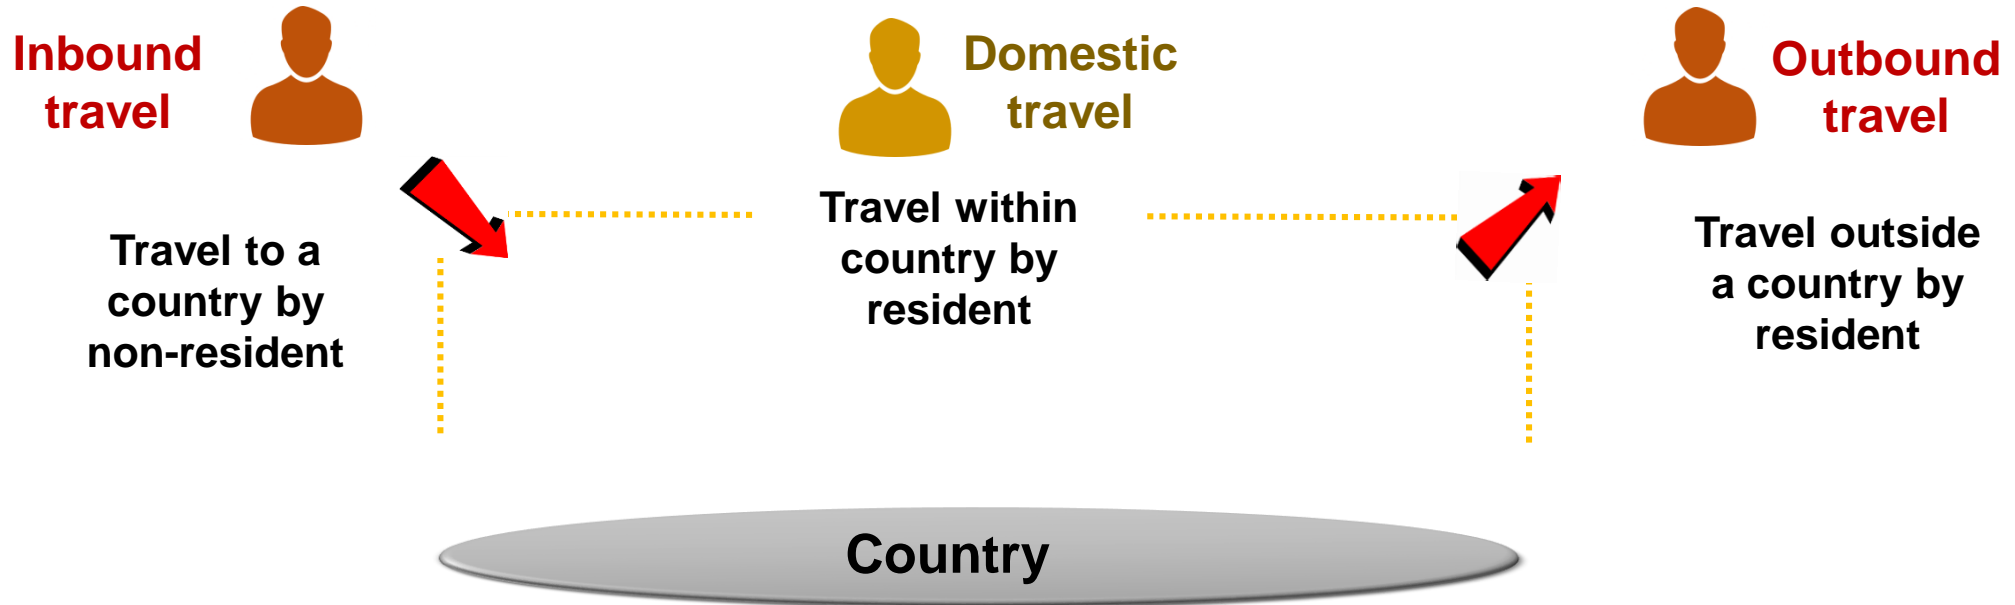 Inbound
travel
Travel to a
country by
non-resident
Domestic
travel
Travel within
country by
resident
Outbound
travel
Travel outside
a country by
resident
Country